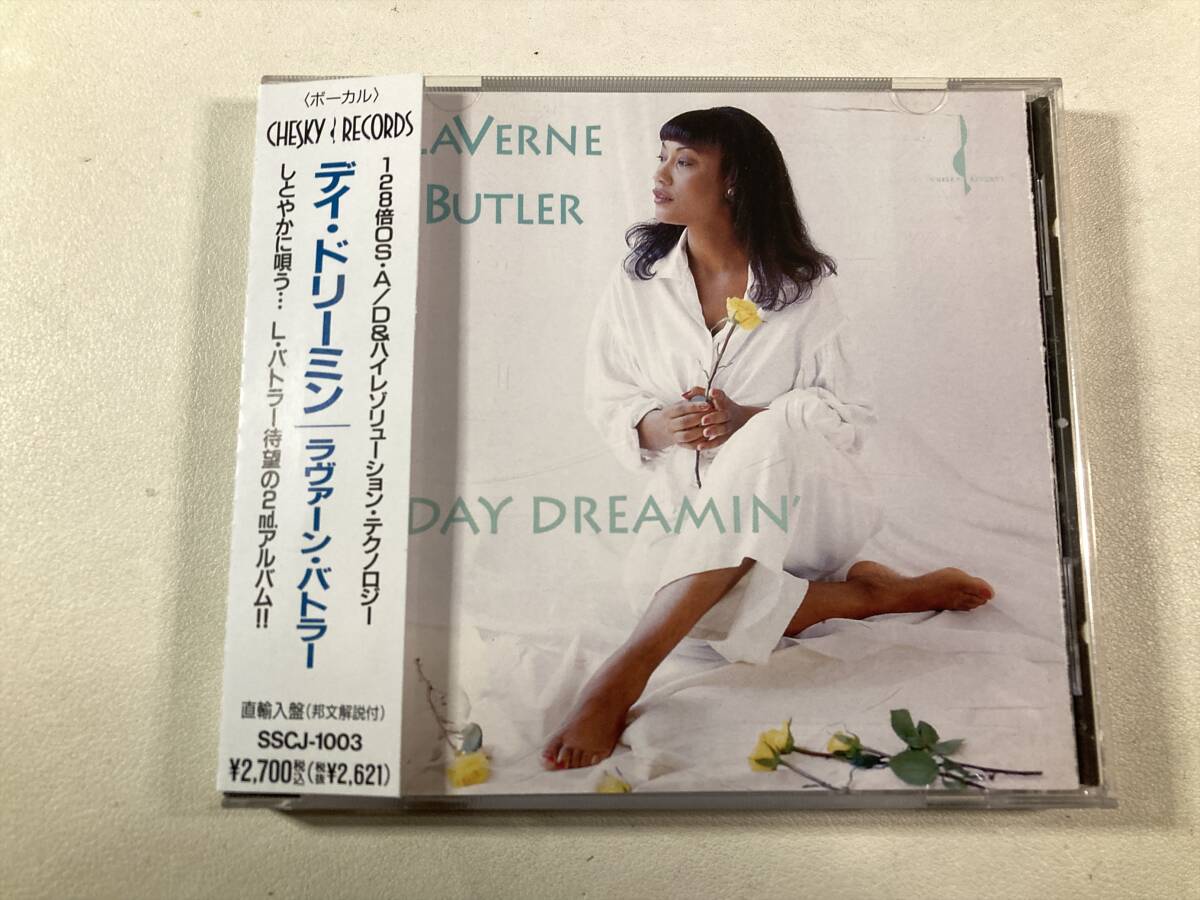 〈ボーカル〉
CHESKY RECORDS
128倍OS・A/D&ハイレゾリューション・テクノロジー
デイ・ドリーミン|ラヴァーン・バトラー
しとやかに唄う… L・バトラー待望の2nd.アルバム!!
直輸入盤(邦文解説付)
SSCJ-1003
¥2,700税込(税抜¥2,621)
LAVERNE
BUTLER
DAY DREAMIN'